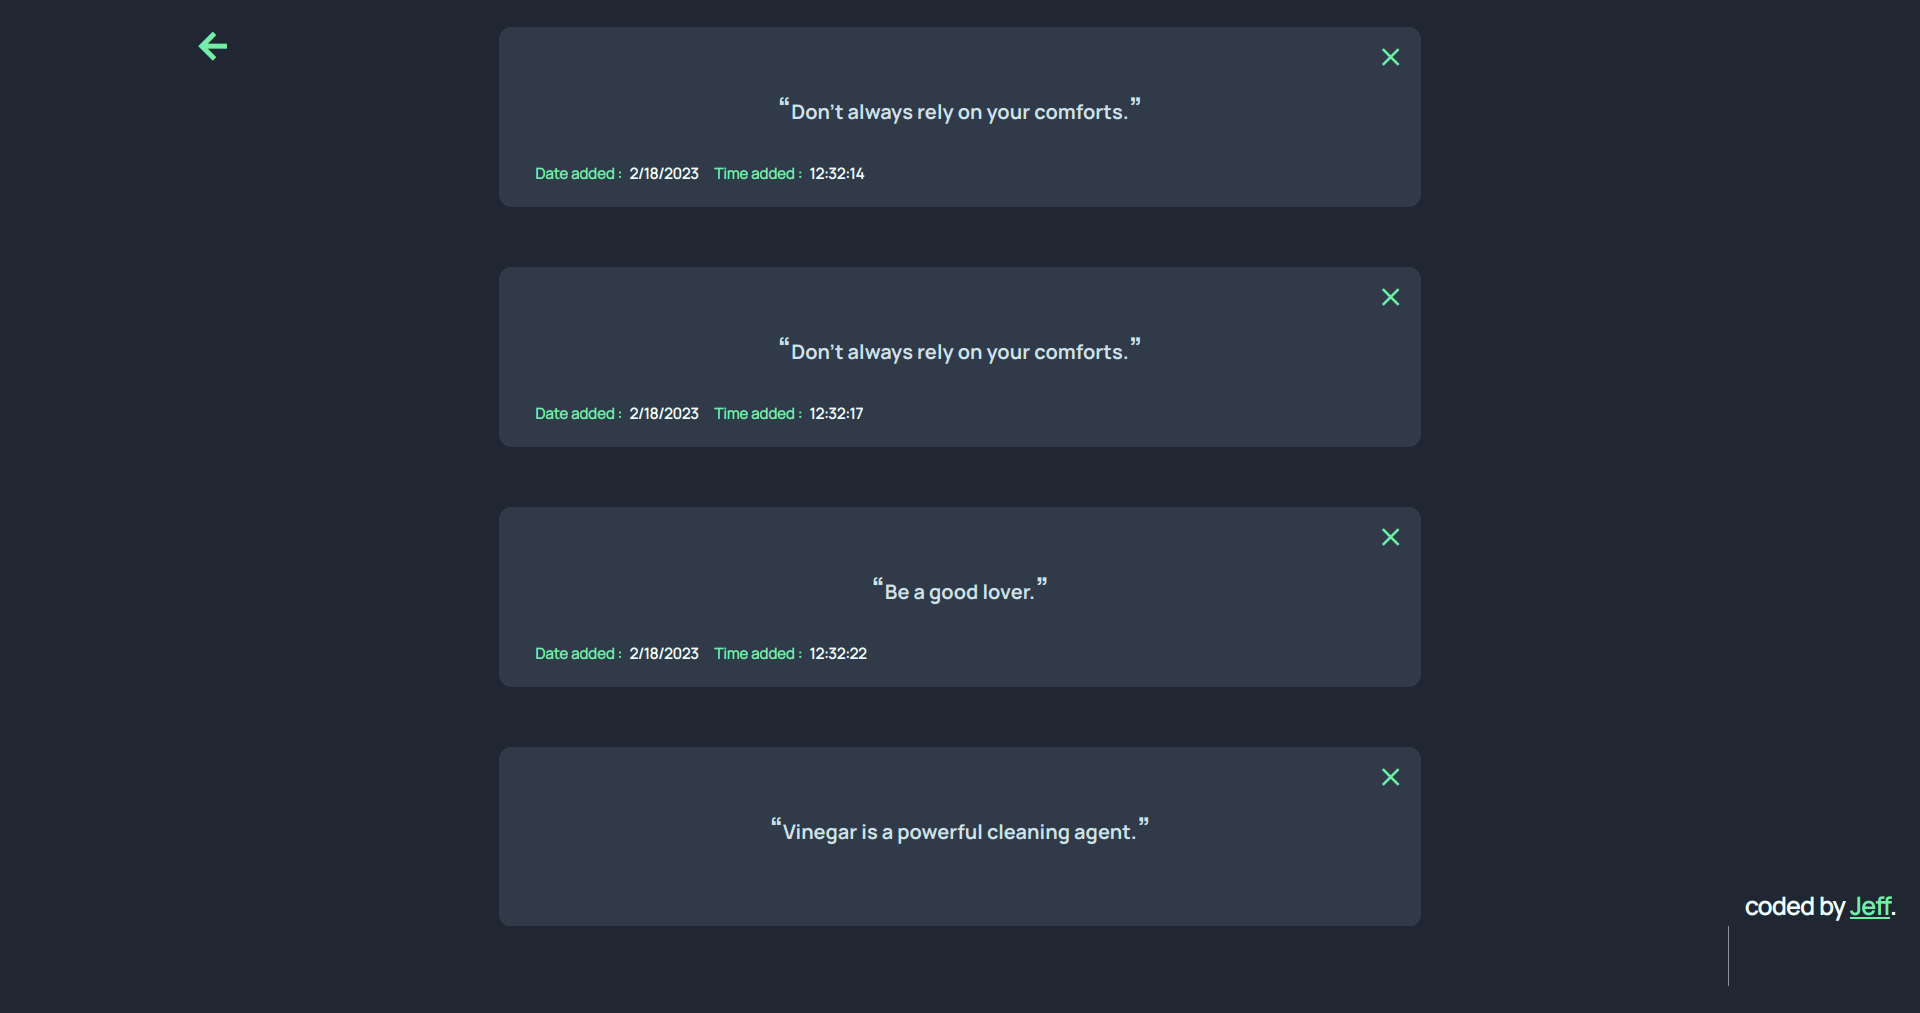 “Don’t always rely on your comforts.”
Date added : 2/18/2023 Time added : 12:32:14
“Don’t always rely on your comforts.”
Date added : 2/18/2023 Time added : 12:32:17
“Be a good lover.”
Date added : 2/18/2023 Time added : 12:32:22
“Vinegar is a powerful cleaning agent.”
coded by Jeff.